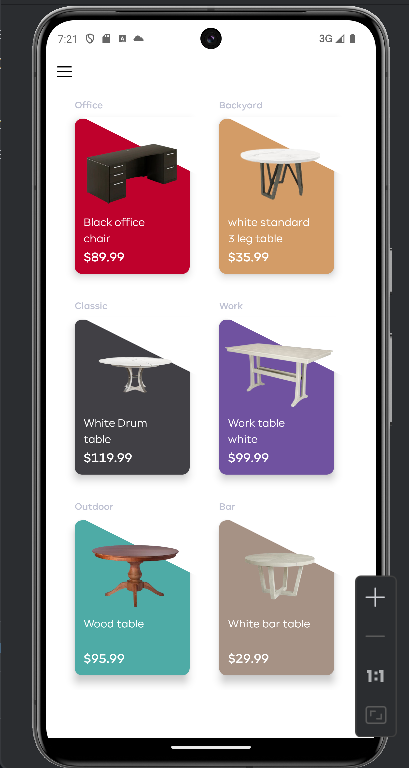 7:21
3G
Office
Backyard
Black office
chair
$89.99
white standard
3 leg table
$35.99
Classic
Work
White Drum
table
$119.99
Work table
white
$99.99
Outdoor
Bar
Wood table
$95.99
White bar table
$29.99
1:1